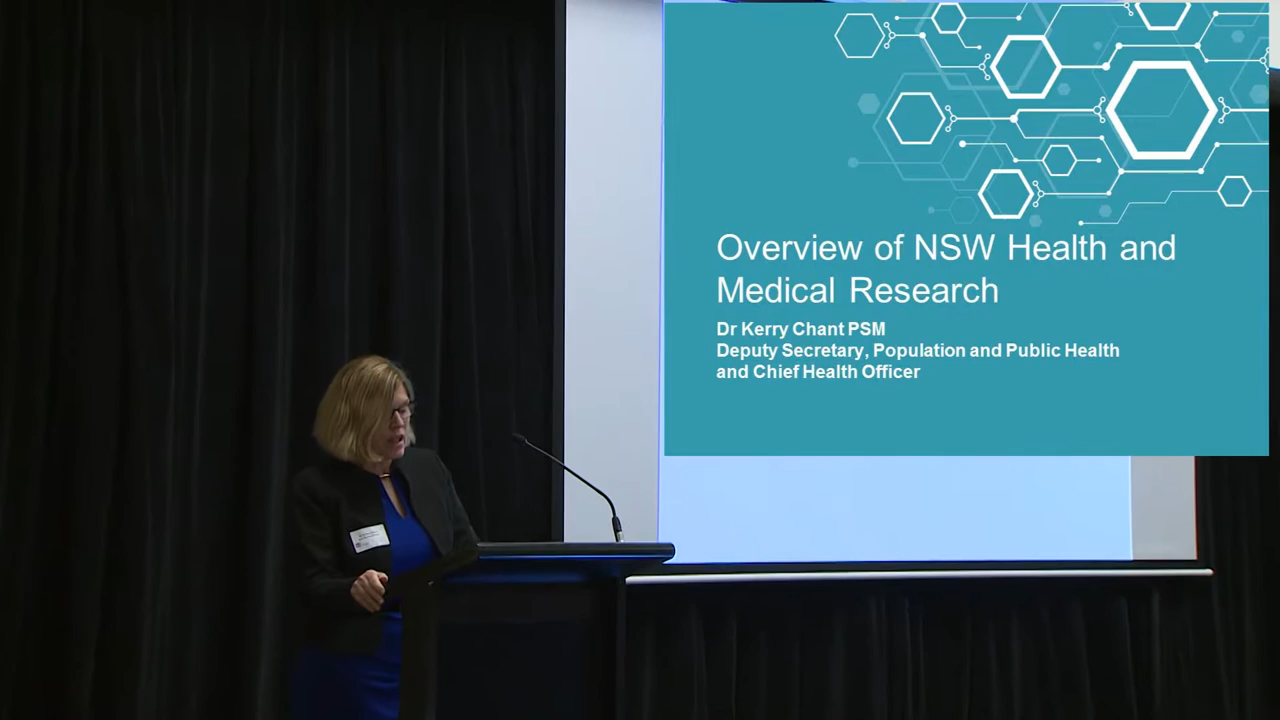 Overview of NSW Health and
Medical Research
Dr Kerry Chant PSM
Deputy Secretary, Population and Public Health
and Chief Health Officer